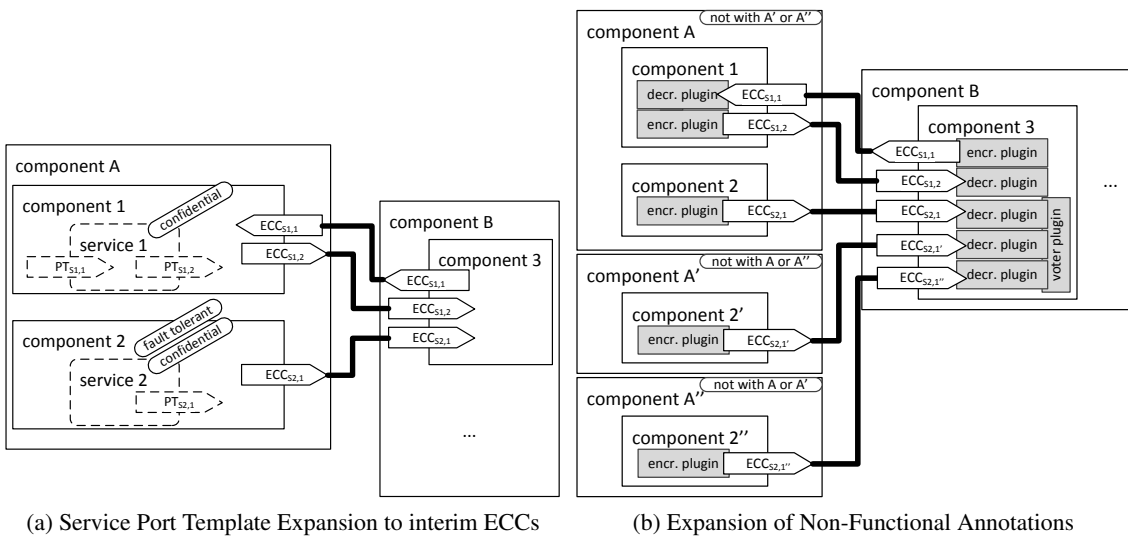 component A
component 1
confidential
service 1
PTS1,1
PTS1,2
ECCS1,1
ECCS1,2
component 2
fault tolerant
confidential
service 2
PTS2,1
ECCS2,1
component B
component 3
ECCS1,1
ECCS1,2
ECCS2,1
...
(a) Service Port Template Expansion to interim ECCs
not with A' or A''
component A
component 1
decr. plugin
ECCS1,1
encr. plugin
ECCS1,2
component 2
encr. plugin
ECCS2,1
not with A or A''
component A'
component 2'
encr. plugin
ECCS2,1'
not with A or A'
component A''
component 2''
encr. plugin
ECCS2,1''
component B
component 3
ECCS1,1
encr. plugin
ECCS1,2
decr. plugin
ECCS2,1
decr. plugin
ECCS2,1'
decr. plugin
ECCS2,1''
decr. plugin
voter plugin
...
(b) Expansion of Non-Functional Annotations